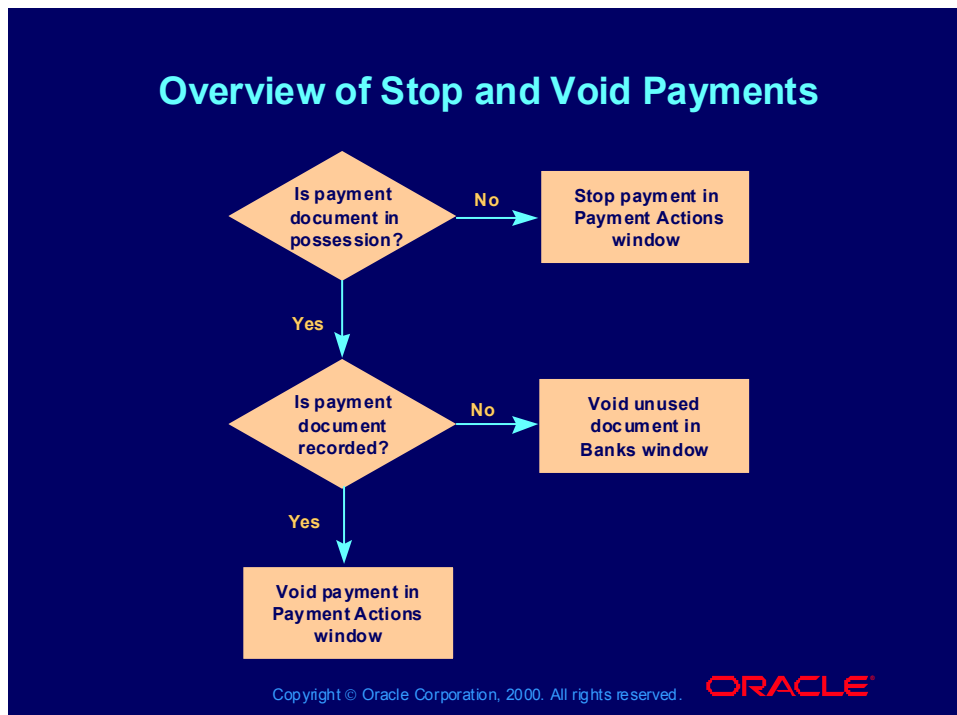 Overview of Stop and Void Payments
Is payment
document in
possession?
No
Stop payment in
Payment Actions
window
Yes
Is payment
document
recorded?
No
Void unused
document in
Banks window
Yes
Void payment in
Payment Actions
window
Copyright © Oracle Corporation, 2000. All rights reserved.
ORACLE®